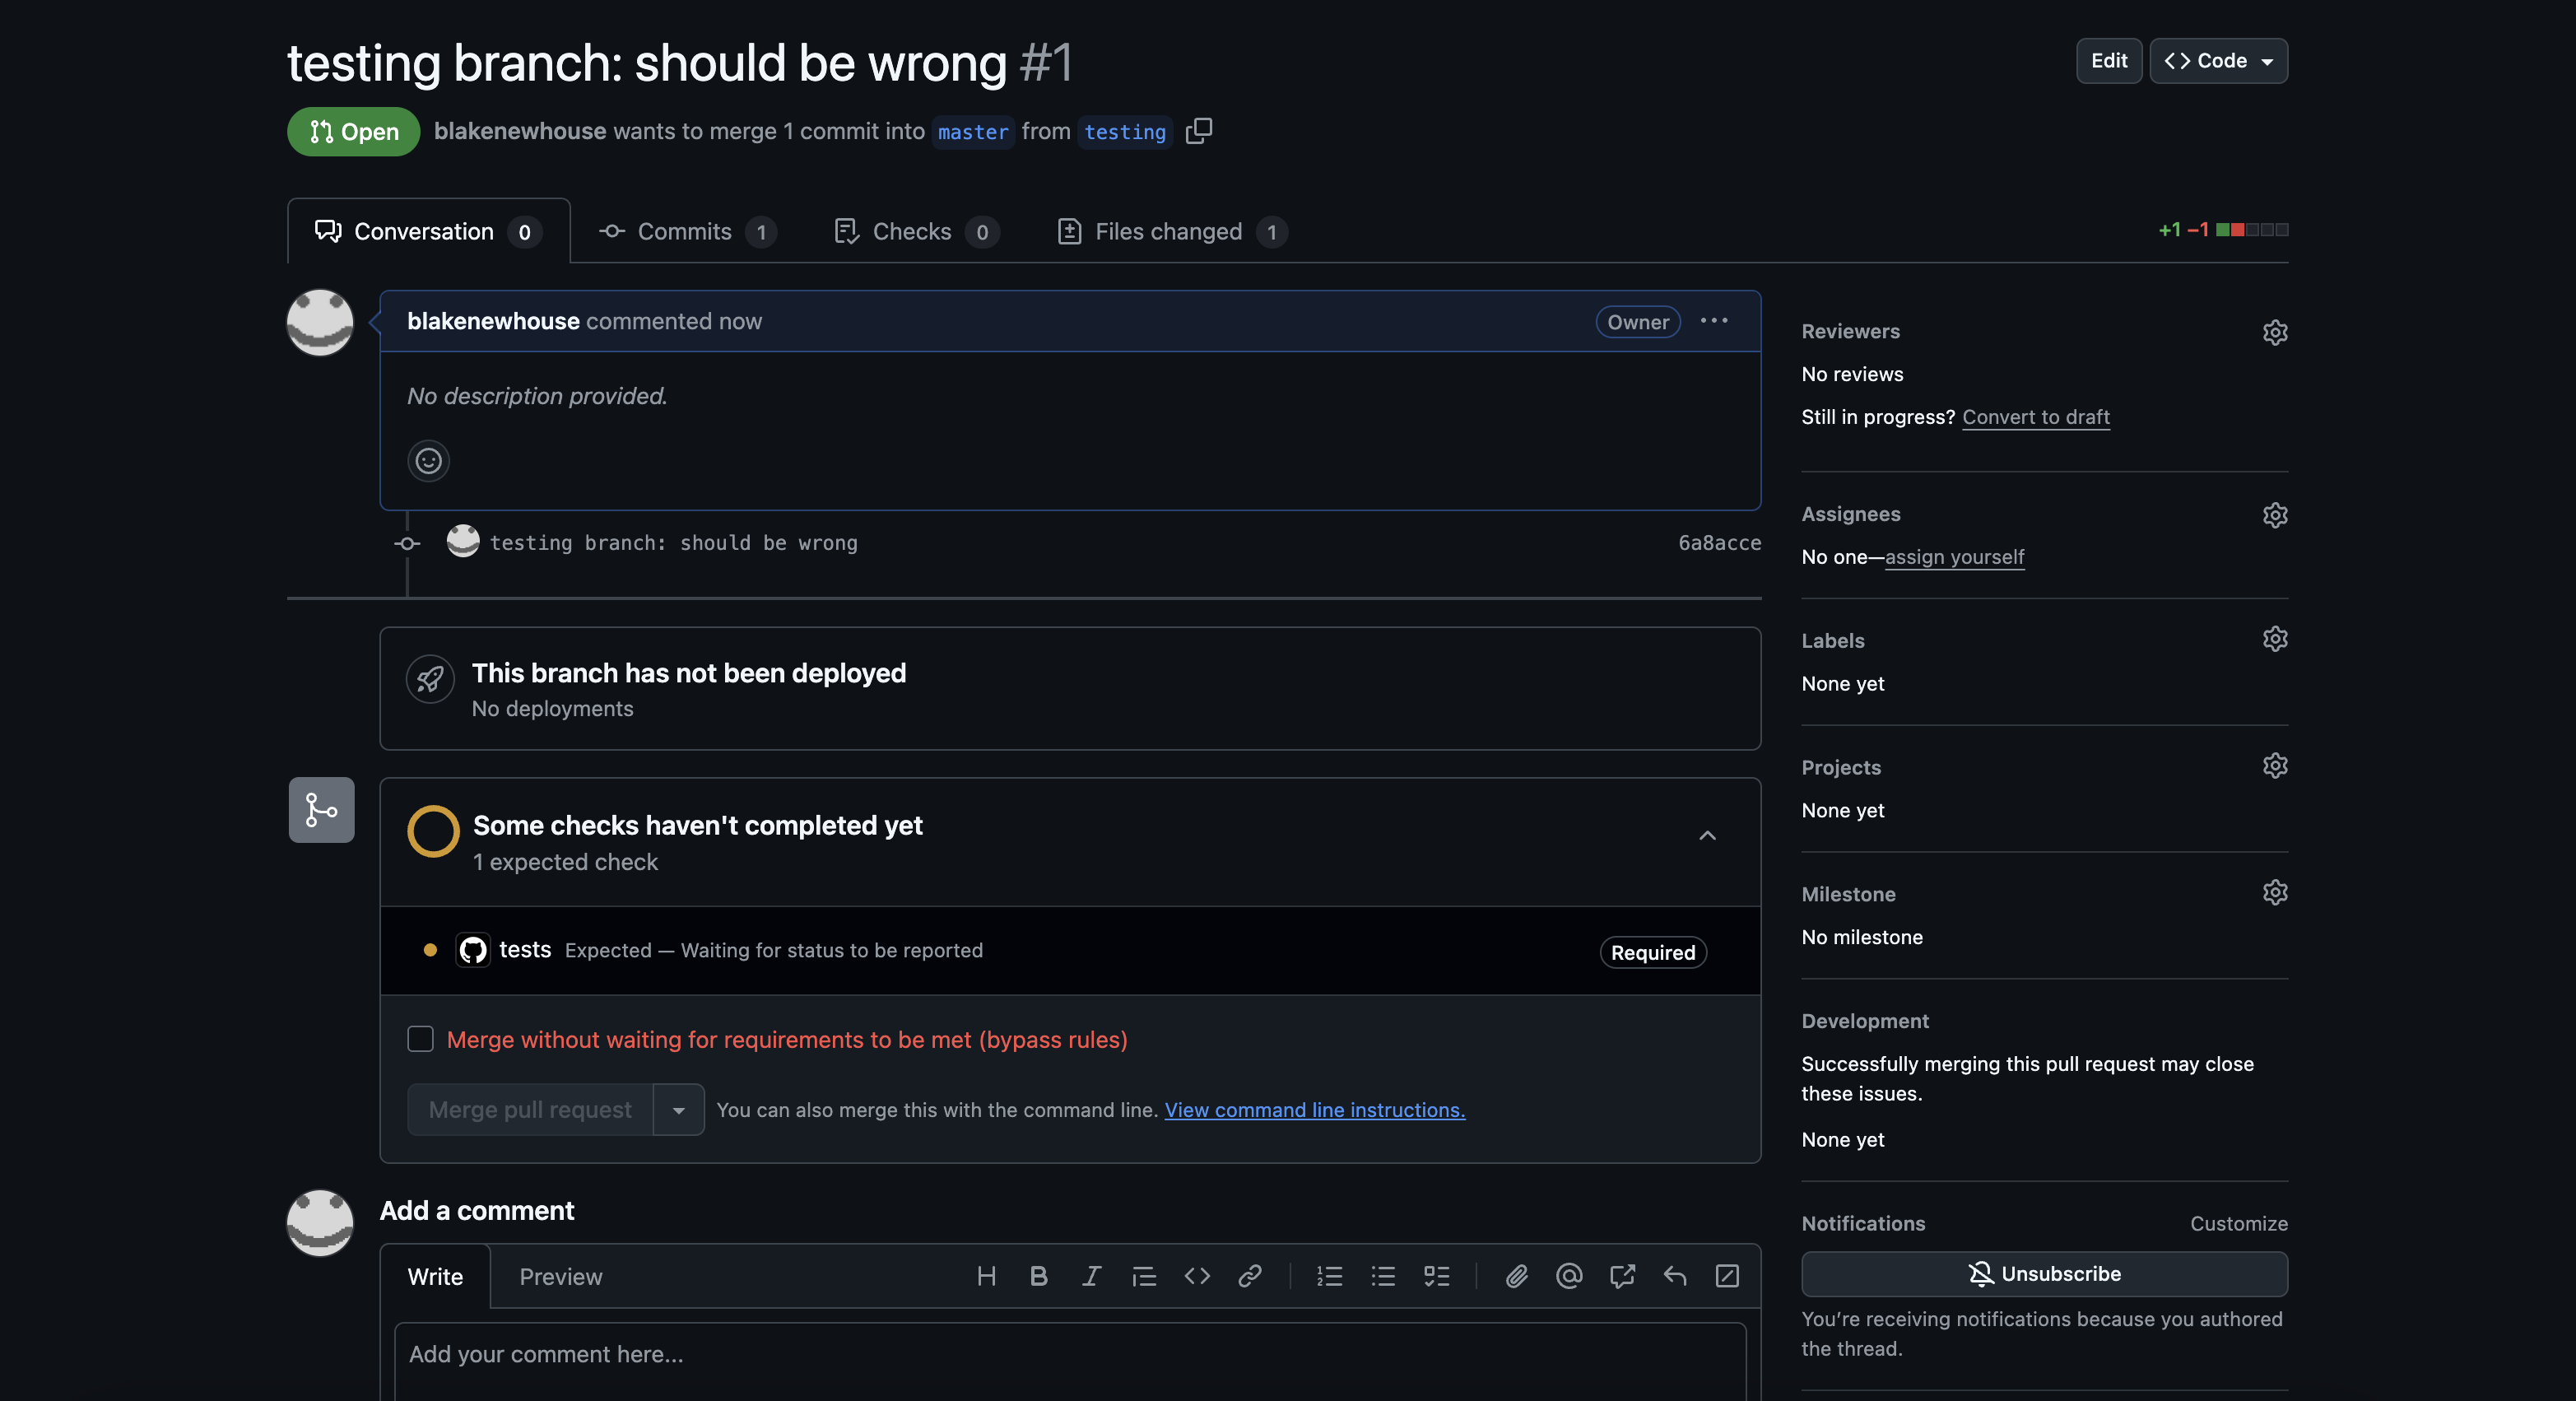 testing branch: should be wrong #1
Edit
Code
Open
blakenewhouse wants to merge 1 commit into master from testing
Conversation 0
Commits 1
Checks 0
Files changed 1
+1 −1
blakenewhouse commented now
Owner
No description provided.
testing branch: should be wrong
6a8acce
This branch has not been deployed
No deployments
Some checks haven't completed yet
1 expected check
tests Expected — Waiting for status to be reported
Required
Merge without waiting for requirements to be met (bypass rules)
Merge pull request
You can also merge this with the command line. View command line instructions.
Add a comment
Write
Preview
Add your comment here...
Reviewers
No reviews
Still in progress? Convert to draft
Assignees
No one—assign yourself
Labels
None yet
Projects
None yet
Milestone
No milestone
Development
Successfully merging this pull request may close
these issues.
None yet
Notifications
Customize
Unsubscribe
You’re receiving notifications because you authored
the thread.